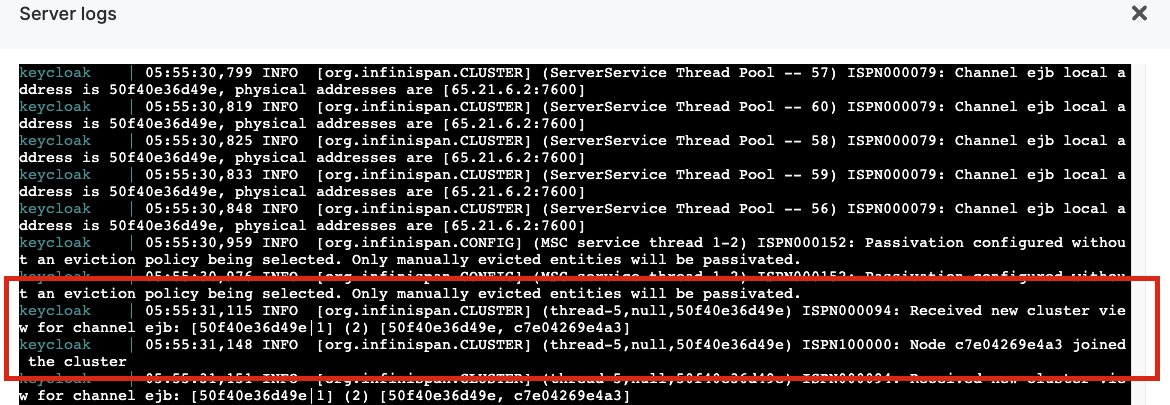 Server logs
keycloak | 05:55:30,799 INFO [org.infinispan.CLUSTER] (ServerService Thread Pool -- 57) ISPN000079: Channel ejb local a
ddress is 50f40e36d49e, physical addresses are [65.21.6.2:7600]
keycloak | 05:55:30,819 INFO [org.infinispan.CLUSTER] (ServerService Thread Pool -- 60) ISPN000079: Channel ejb local a
ddress is 50f40e36d49e, physical addresses are [65.21.6.2:7600]
keycloak | 05:55:30,825 INFO [org.infinispan.CLUSTER] (ServerService Thread Pool -- 58) ISPN000079: Channel ejb local a
ddress is 50f40e36d49e, physical addresses are [65.21.6.2:7600]
keycloak | 05:55:30,833 INFO [org.infinispan.CLUSTER] (ServerService Thread Pool -- 59) ISPN000079: Channel ejb local a
ddress is 50f40e36d49e, physical addresses are [65.21.6.2:7600]
keycloak | 05:55:30,848 INFO [org.infinispan.CLUSTER] (ServerService Thread Pool -- 56) ISPN000079: Channel ejb local a
ddress is 50f40e36d49e, physical addresses are [65.21.6.2:7600]
keycloak | 05:55:30,959 INFO [org.infinispan.CONFIG] (MSC service thread 1-2) ISPN000152: Passivation configured withou
t an eviction policy being selected. Only manually evicted entities will be passivated.
keycloak | 05:55:30,976 INFO [org.infinispan.CONFIG] (MSC service thread 1-2) ISPN000152: Passivation configured withou
t an eviction policy being selected. Only manually evicted entities will be passivated.
keycloak | 05:55:31,115 INFO [org.infinispan.CLUSTER] (thread-5,null,50f40e36d49e) ISPN000094: Received new cluster vie
w for channel ejb: [50f40e36d49e|1] (2) [50f40e36d49e, c7e04269e4a3]
keycloak | 05:55:31,148 INFO [org.infinispan.CLUSTER] (thread-5,null,50f40e36d49e) ISPN100000: Node c7e04269e4a3 joined
the cluster
keycloak | 05:55:31,151 INFO [org.infinispan.CLUSTER] (thread-5,null,50f40e36d49e) ISPN000094: Received new cluster vie
w for channel ejb: [50f40e36d49e|1] (2) [50f40e36d49e, c7e04269e4a3]